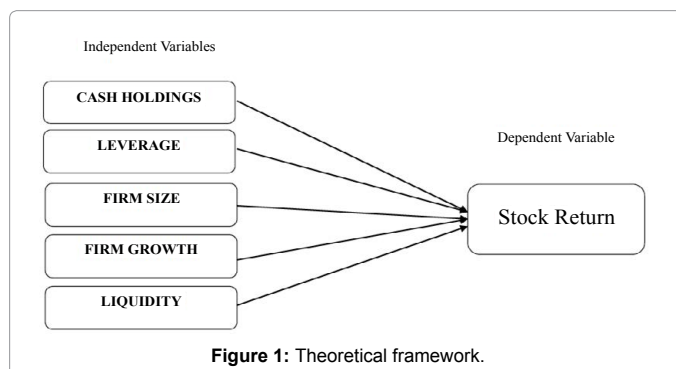 Independent Variables
CASH HOLDINGS
LEVERAGE
FIRM SIZE
FIRM GROWTH
LIQUIDITY
Dependent Variable
Stock Return
Figure 1: Theoretical framework.